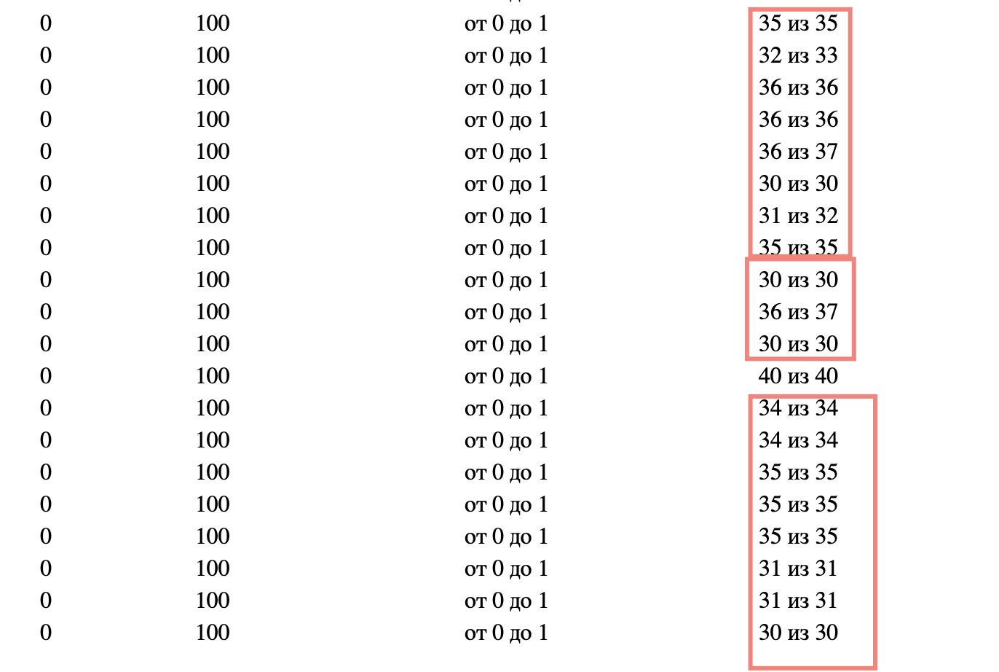 0 100 от 0 до 1 35 из 35
0 100 от 0 до 1 32 из 33
0 100 от 0 до 1 36 из 36
0 100 от 0 до 1 36 из 36
0 100 от 0 до 1 36 из 37
0 100 от 0 до 1 30 из 30
0 100 от 0 до 1 31 из 32
0 100 от 0 до 1 35 из 35
0 100 от 0 до 1 30 из 30
0 100 от 0 до 1 36 из 37
0 100 от 0 до 1 30 из 30
0 100 от 0 до 1 40 из 40
0 100 от 0 до 1 34 из 34
0 100 от 0 до 1 34 из 34
0 100 от 0 до 1 35 из 35
0 100 от 0 до 1 35 из 35
0 100 от 0 до 1 35 из 35
0 100 от 0 до 1 31 из 31
0 100 от 0 до 1 31 из 31
0 100 от 0 до 1 30 из 30